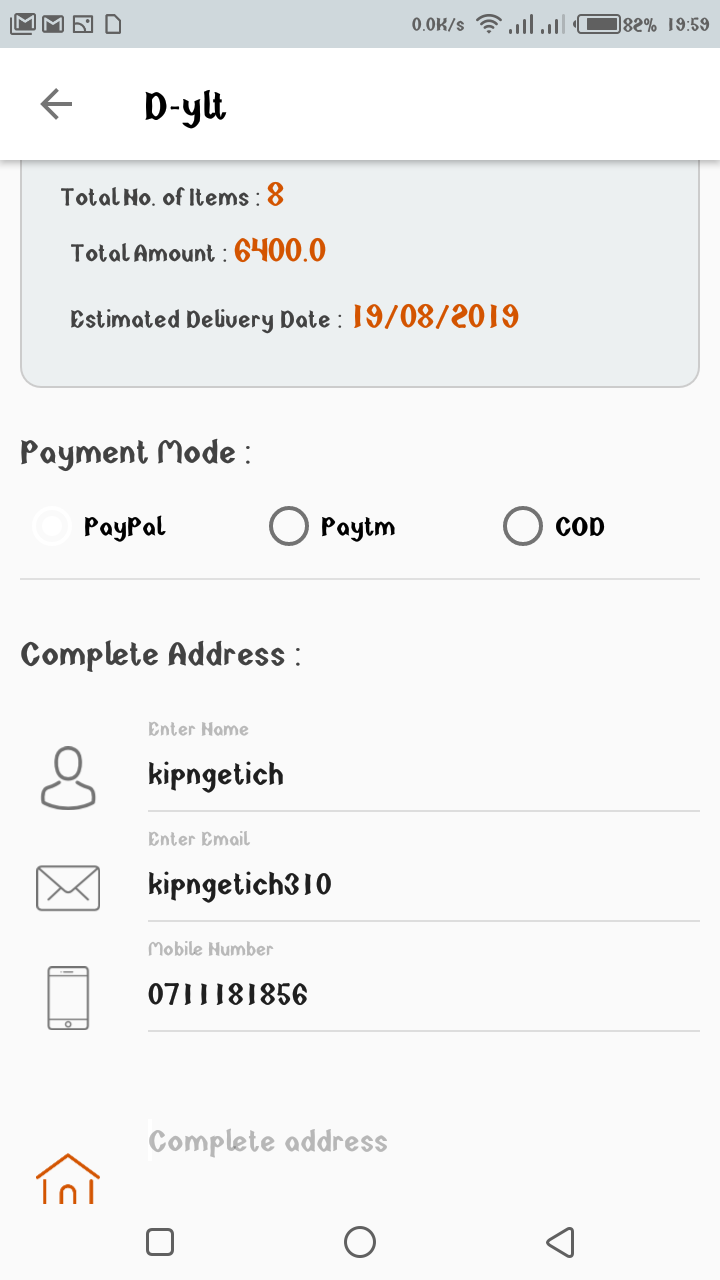 0.0K/s 82% 19:59
D-ylt
Total No. of Items : 8
Total Amount : 6400.0
Estimated Delivery Date : 19/08/2019
Payment Mode :
PayPal Paytm COD
Complete Address :
Enter Name
kipngetich
Enter Email
kipngetich310
Mobile Number
0711181856
Complete address